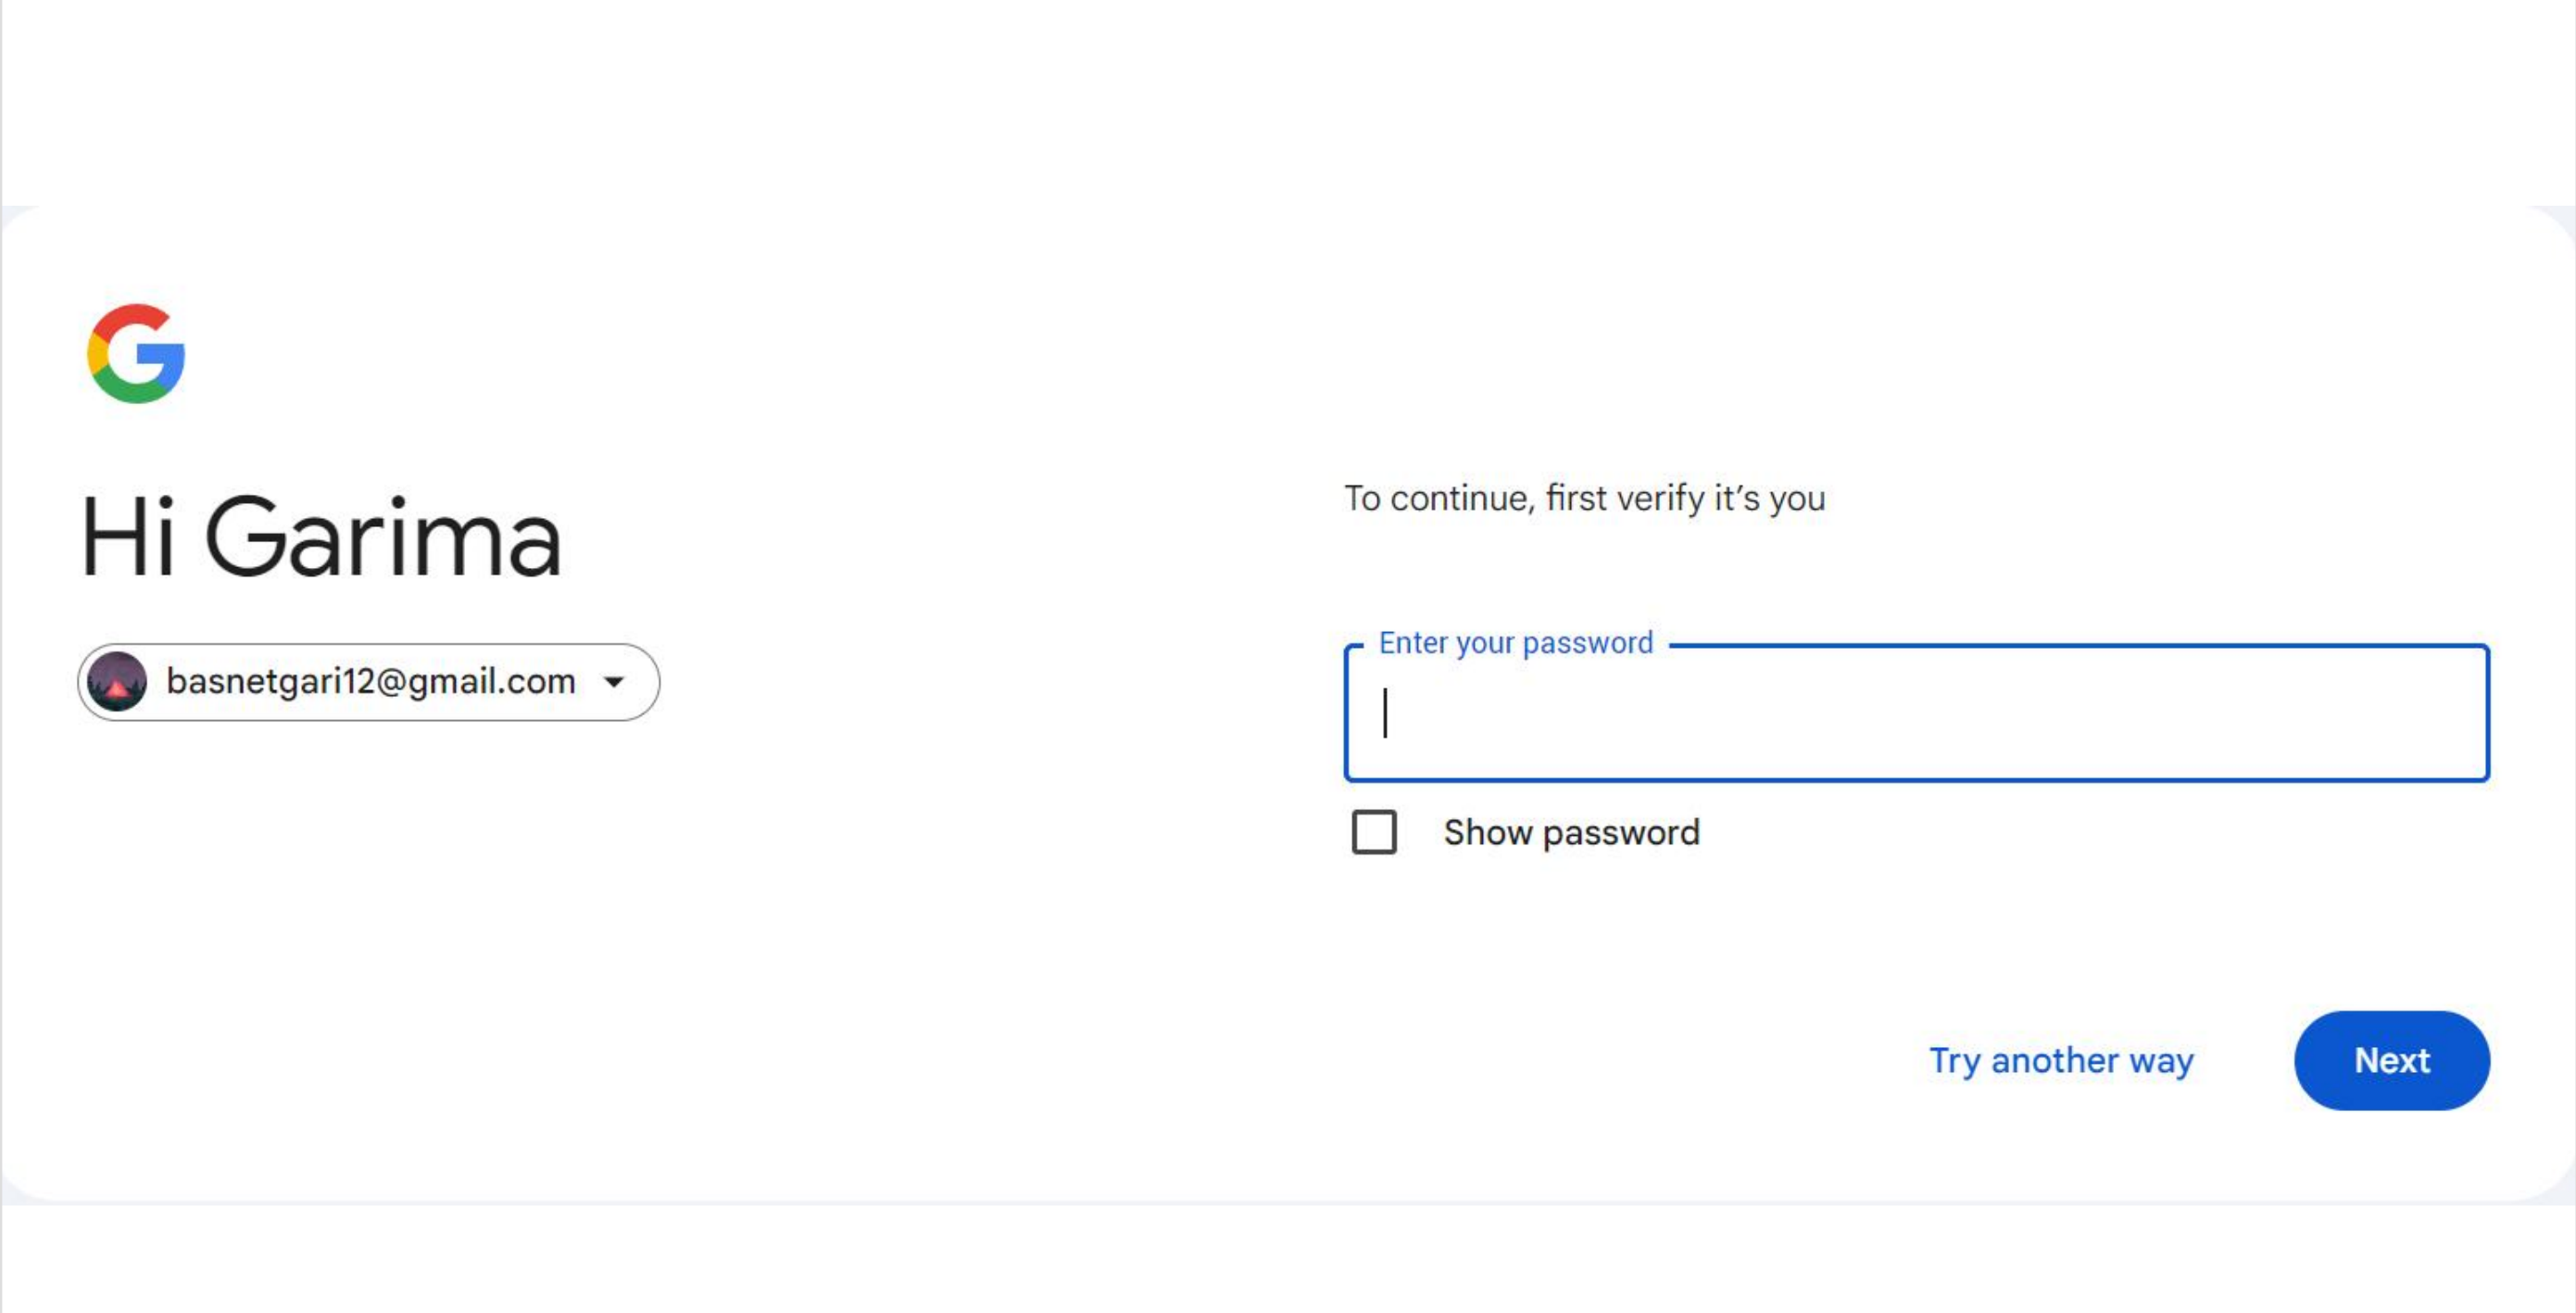 Hi Garima
basnetgari12@gmail.com
To continue, first verify it's you
Enter your password
Show password
Try another way
Next